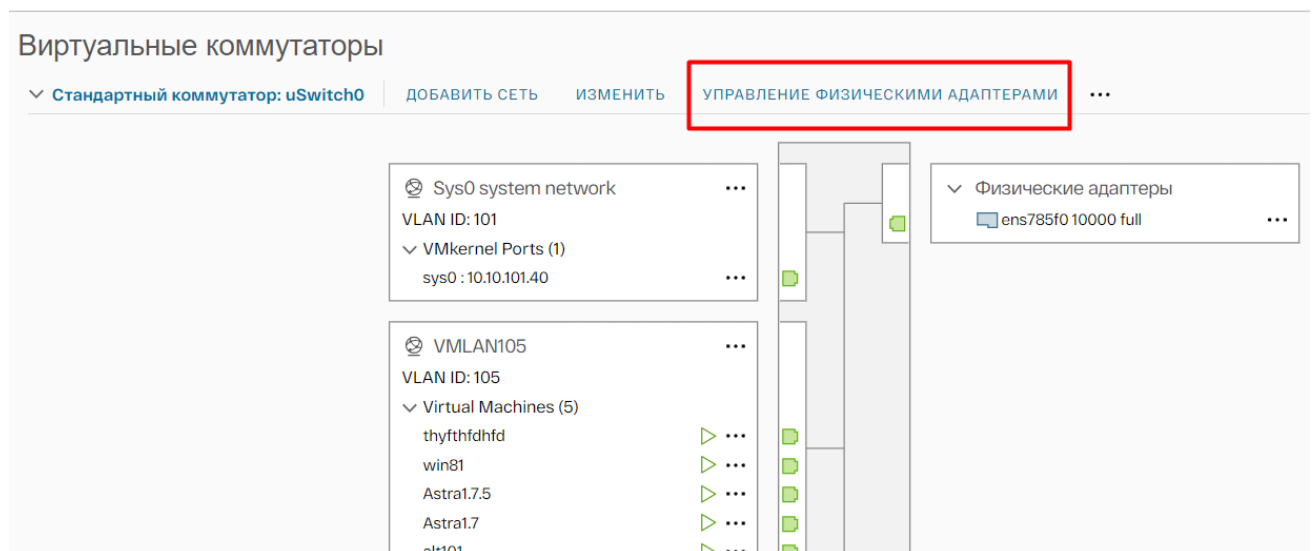 Виртуальные коммутаторы
Стандартный коммутатор: uSwitch0 ДОБАВИТЬ СЕТЬ ИЗМЕНИТЬ УПРАВЛЕНИЕ ФИЗИЧЕСКИМИ АДАПТЕРАМИ ...
Sys0 system network ...
VLAN ID: 101
VMkernel Ports (1)
sys0 : 10.10.101.40 ...
Физические адаптеры
ens785f0 10000 full ...
VMLAN105 ...
VLAN ID: 105
Virtual Machines (5)
thyfthfdhfd ...
win81 ...
Astra1.7.5 ...
Astra1.7 ...
alt101 ...